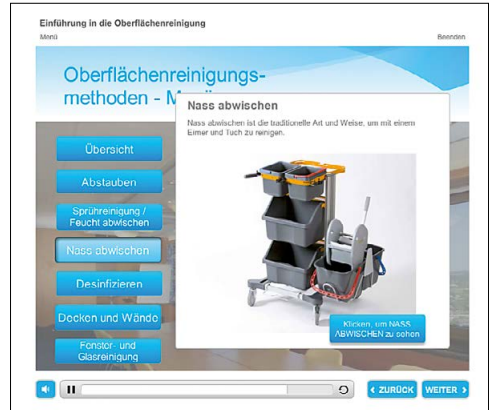 Einführung in die Oberflächenreinigung
Menü
Beenden
Oberflächenreinigungs-
methoden - M
Nass abwischen
Nass abwischen ist die traditionelle Art und Weise, um mit einem
Eimer und Tuch zu reinigen.
Übersicht
Abstauben
Sprühreinigung /
Feucht abwischen
Nass abwischen
Desinfizieren
Decken und Wände
Fenster- und
Glasreinigung
Klicken, um NASS
ABWISCHEN zu sehen
ZURÜCK
WEITER